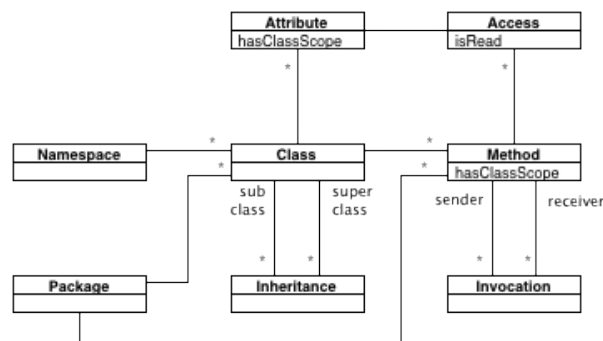 Attribute
hasClassScope
Access
isRead
*
*
Namespace
*
*
Class
*
*
Method
hasClassScope
sub
class
super
class
sender
receiver
*
*
*
*
Package
Inheritance
Invocation